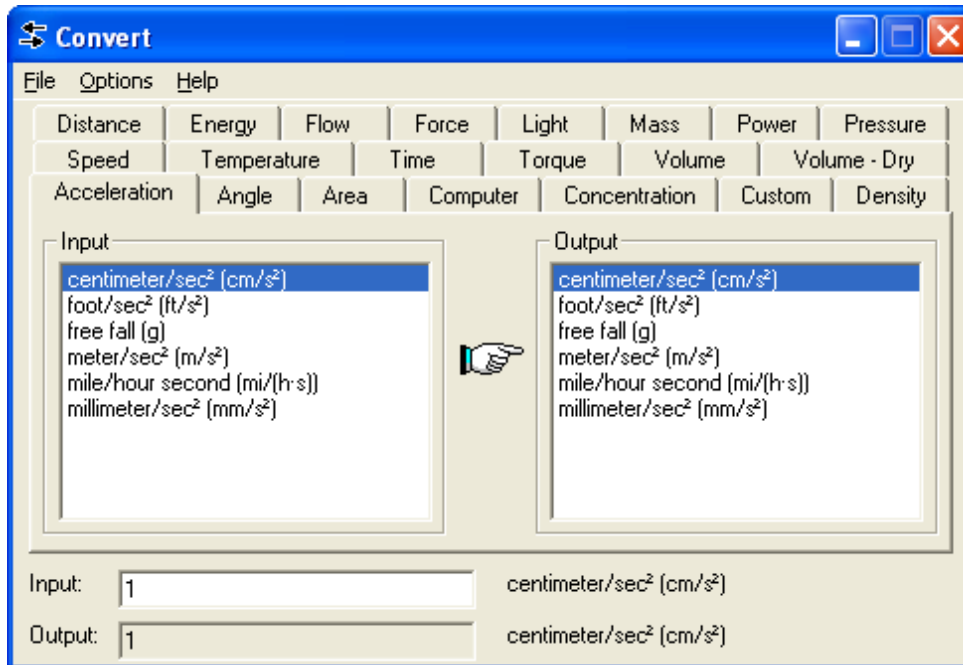 Convert
File Options Help
Distance Energy Flow Force Light Mass Power Pressure
Speed Temperature Time Torque Volume Volume - Dry
Acceleration Angle Area Computer Concentration Custom Density
Input
centimeter/sec² (cm/s²)
foot/sec² (ft/s²)
free fall (g)
meter/sec² (m/s²)
mile/hour second (mi/(h·s))
millimeter/sec² (mm/s²)
Output
centimeter/sec² (cm/s²)
foot/sec² (ft/s²)
free fall (g)
meter/sec² (m/s²)
mile/hour second (mi/(h·s))
millimeter/sec² (mm/s²)
Input: 1 centimeter/sec² (cm/s²)
Output: 1 centimeter/sec² (cm/s²)